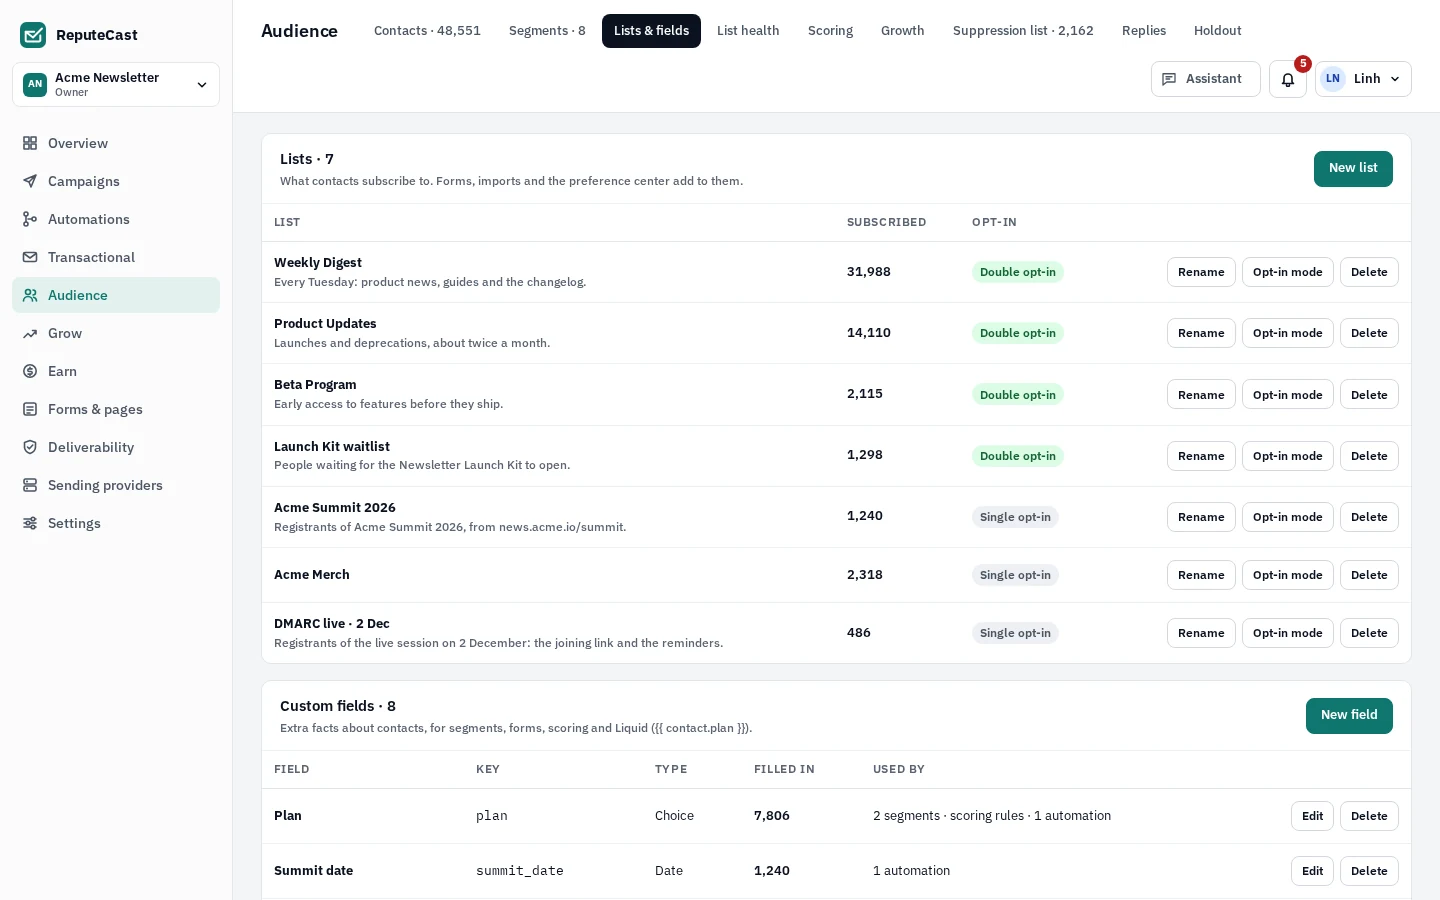 ReputeCast
AN
Acme Newsletter
Owner
Overview
Campaigns
Automations
Transactional
Audience
Grow
Earn
Forms & pages
Deliverability
Sending providers
Settings
Audience
Contacts · 48,551
Segments · 8
Lists & fields
List health
Scoring
Growth
Suppression list · 2,162
Replies
Holdout
Assistant
5
LN
Linh
Lists · 7
What contacts subscribe to. Forms, imports and the preference center add to them.
New list
LIST SUBSCRIBED OPT-IN
Weekly Digest
Every Tuesday: product news, guides and the changelog.
31,988 Double opt-in Rename Opt-in mode Delete
Product Updates
Launches and deprecations, about twice a month.
14,110 Double opt-in Rename Opt-in mode Delete
Beta Program
Early access to features before they ship.
2,115 Double opt-in Rename Opt-in mode Delete
Launch Kit waitlist
People waiting for the Newsletter Launch Kit to open.
1,298 Double opt-in Rename Opt-in mode Delete
Acme Summit 2026
Registrants of Acme Summit 2026, from news.acme.io/summit.
1,240 Single opt-in Rename Opt-in mode Delete
Acme Merch 2,318 Single opt-in Rename Opt-in mode Delete
DMARC live · 2 Dec
Registrants of the live session on 2 December: the joining link and the reminders.
486 Single opt-in Rename Opt-in mode Delete
Custom fields · 8
Extra facts about contacts, for segments, forms, scoring and Liquid ({{ contact.plan }}).
New field
FIELD KEY TYPE FILLED IN USED BY
Plan plan Choice 7,806 2 segments · scoring rules · 1 automation Edit Delete
Summit date summit_date Date 1,240 1 automation Edit Delete